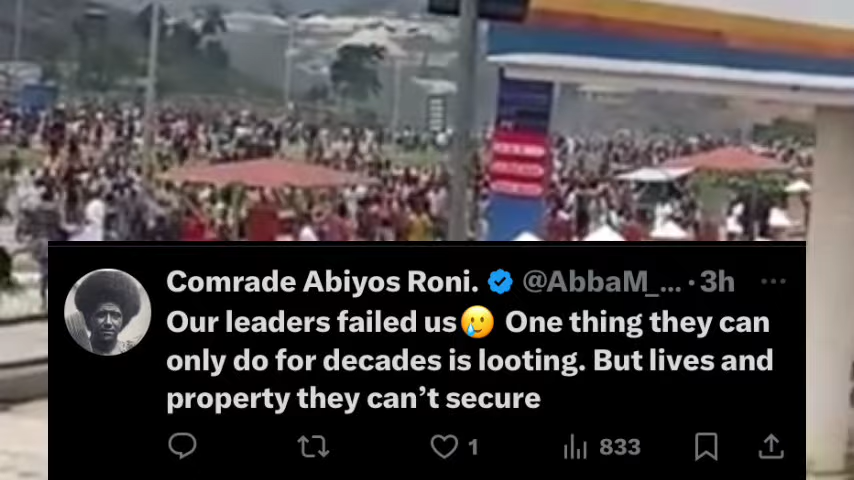 Comrade Abiyos Roni. @AbbaM_... · 3h ...
Our leaders failed us🥲 One thing they can
only do for decades is looting. But lives and
property they can’t secure
1
833